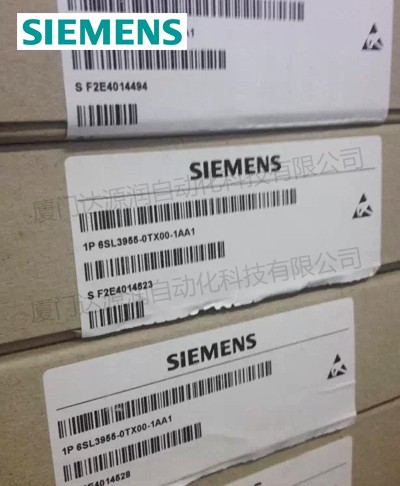 SIEMENS
AA1
S F2E4014494
SIEMENS
厦门达源润自动化科技有限公司
1P 6SL3955-0TX00-1AA1
S F2E4014523
厦门达源润自动化科技有限公司
SIEMENS
1P 6SL3955-0TX00-1AA1
F2E4014528